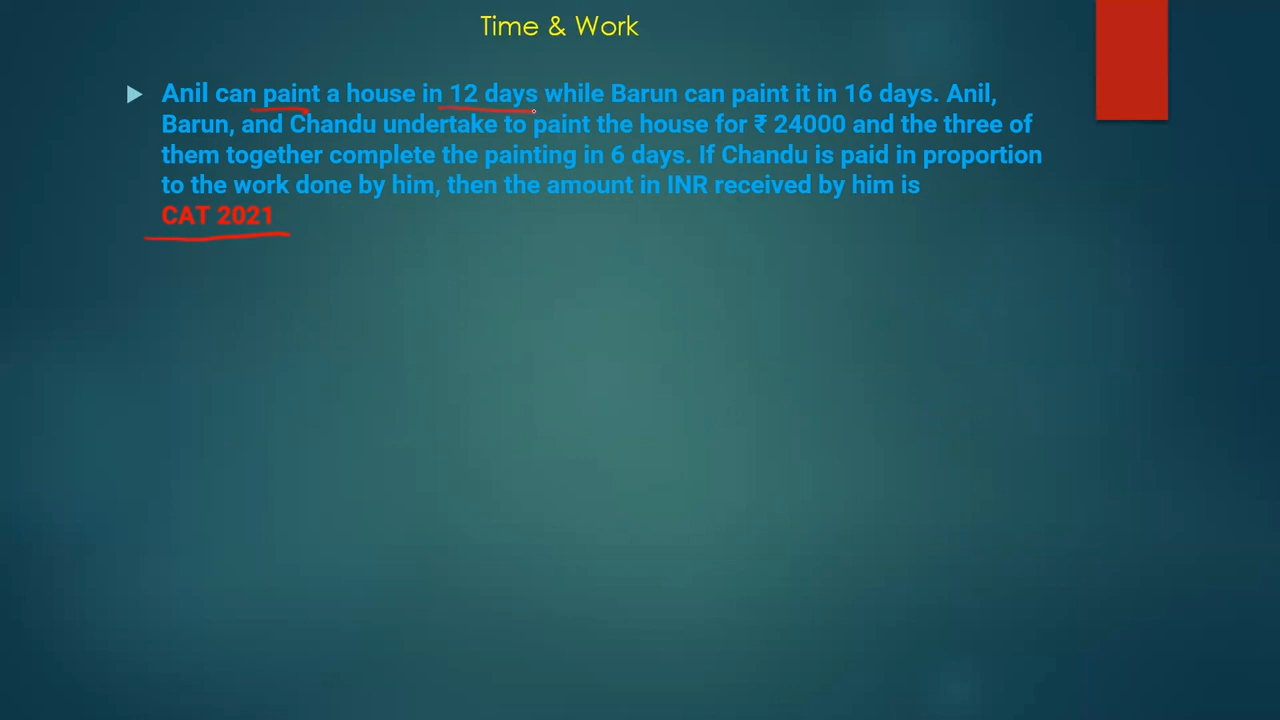 Time & Work
Anil can paint a house in 12 days while Barun can paint it in 16 days. Anil,
Barun, and Chandu undertake to paint the house for ₹ 24000 and the three of
them together complete the painting in 6 days. If Chandu is paid in proportion
to the work done by him, then the amount in INR received by him is
CAT 2021